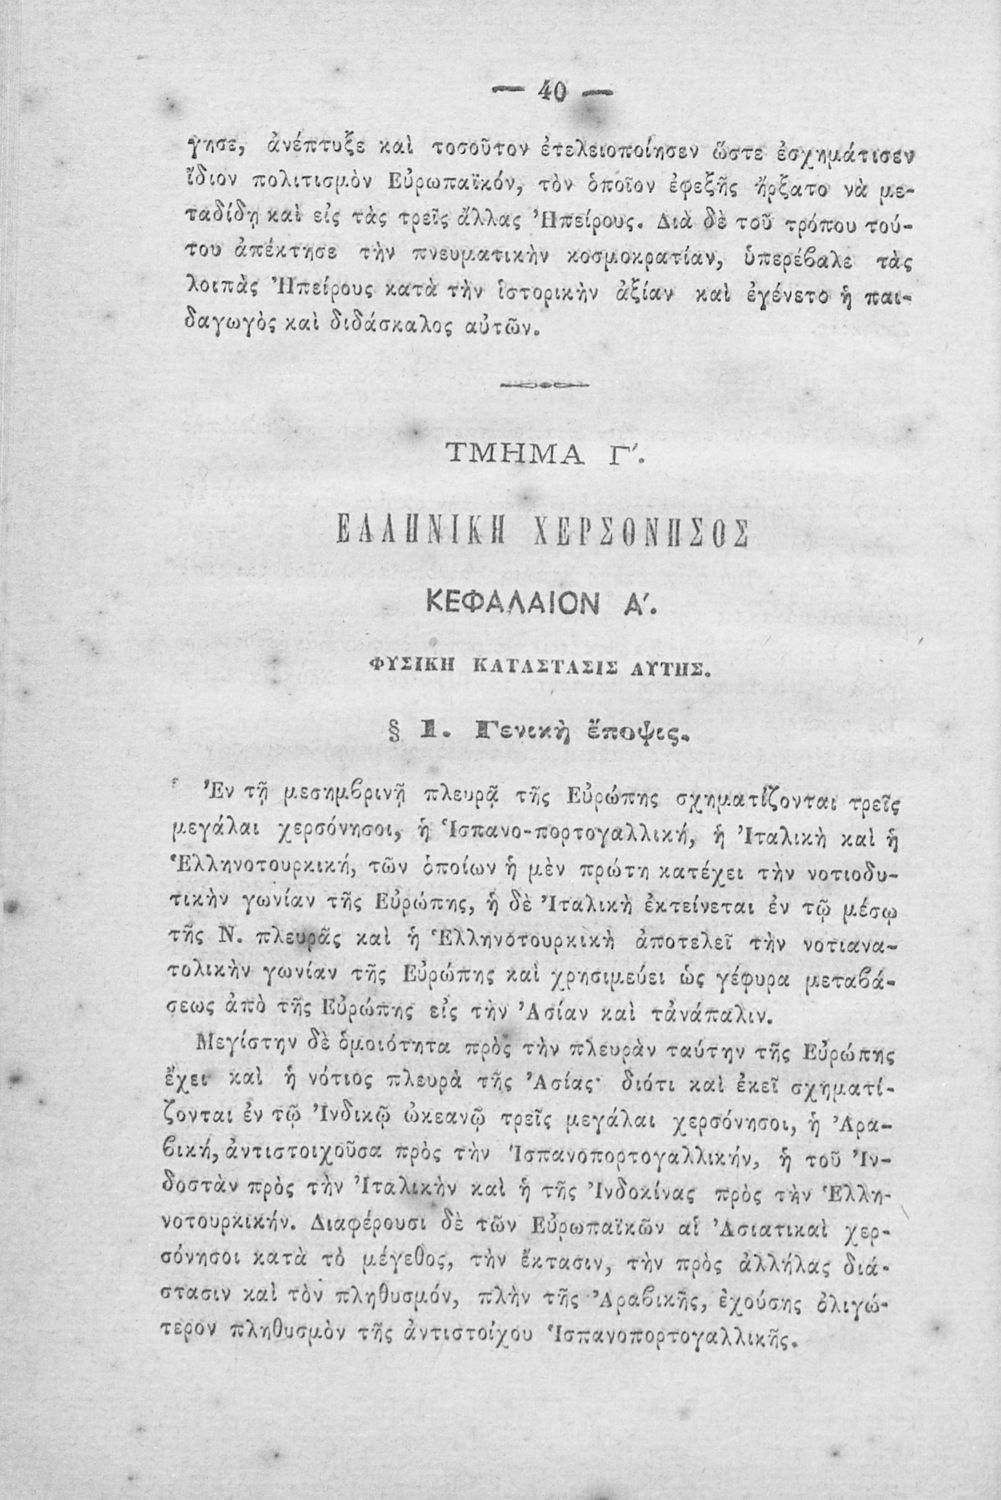 — 40 —
γησε, ἀνέπτυξε καὶ τοσοῦτον ἐτελειοποίησεν ὥστε ἐσχημάτισεν
ἴδιον πολιτισμὸν Εὐρωπαϊκόν, τὸν ὁποῖον ἐφεξῆς ἤρξατο νὰ με-
ταδίδῃ καὶ εἰς τὰς τρεῖς ἄλλας Ἠπείρους. Διὰ δὲ τοῦ τρόπου τού-
του ἀπέκτησε τὴν πνευματικὴν κοσμοκρατίαν, ὑπερέβαλε τὰς
λοιπὰς Ἠπείρους κατὰ τὴν ἱστορικὴν ἀξίαν καὶ ἐγένετο ἡ παι-
δαγωγὸς καὶ διδάσκαλος αὐτῶν.
ΤΜΗΜΑ Γ΄.
ΕΛΛΗΝΙΚΗ ΧΕΡΣΟΝΗΣΟΣ
ΚΕΦΑΛΑΙΟΝ Α΄.
ΦΥΣΙΚΗ ΚΑΤΑΣΤΑΣΙΣ ΑΥΤΗΣ.
§ 1. Γενικὴ ἔποψις.
Ἐν τῇ μεσημβρινῇ πλευρᾷ τῆς Εὐρώπης σχηματίζονται τρεῖς
μεγάλαι χερσόνησοι, ἡ Ἱσπανο-πορτογαλλική, ἡ Ἰταλικὴ καὶ ἡ
Ἑλληνοτουρκική, τῶν ὁποίων ἡ μὲν πρώτη κατέχει τὴν νοτιοδυ-
τικὴν γωνίαν τῆς Εὐρώπης, ἡ δὲ Ἰταλικὴ ἐκτείνεται ἐν τῷ μέσῳ
τῆς Ν. πλευρᾶς καὶ ἡ Ἑλληνοτουρκικὴ ἀποτελεῖ τὴν νοτιανα-
τολικὴν γωνίαν τῆς Εὐρώπης καὶ χρησιμεύει ὡς γέφυρα μεταβά-
σεως ἀπὸ τῆς Εὐρώπης εἰς τὴν Ἀσίαν καὶ τἀνάπαλιν.
Μεγίστην δὲ ὁμοιότητα πρὸς τὴν πλευρὰν ταύτην τῆς Εὐρώπης
ἔχει καὶ ἡ νότιος πλευρὰ τῆς Ἀσίας· διότι καὶ ἐκεῖ σχηματί-
ζονται ἐν τῷ Ἰνδικῷ ὠκεανῷ τρεῖς μεγάλαι χερσόνησοι, ἡ Ἀρα-
βική, ἀντιστοιχοῦσα πρὸς τὴν Ἱσπανοπορτογαλλικήν, ἡ τοῦ Ἰν-
δοστὰν πρὸς τὴν Ἰταλικὴν καὶ ἡ τῆς Ἰνδοκίνας πρὸς τὴν Ἑλλη-
νοτουρκικήν. Διαφέρουσι δὲ τῶν Εὐρωπαϊκῶν αἱ Ἀσιατικαὶ χερ-
σόνησοι κατὰ τὸ μέγεθος, τὴν ἔκτασιν, τὴν πρὸς ἀλλήλας διά-
στασιν καὶ τὸν πληθυσμόν, πλὴν τῆς Ἀραβικῆς, ἐχούσης ὀλιγώ-
τερον πληθυσμὸν τῆς ἀντιστοίχου Ἱσπανοπορτογαλλικῆς.